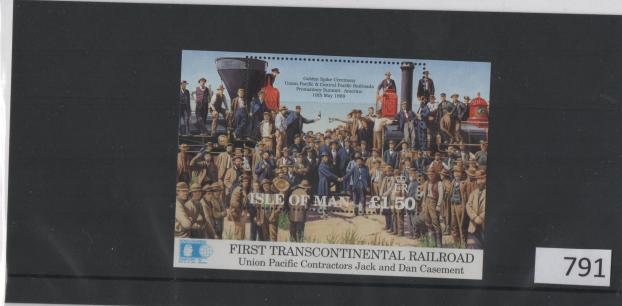 Golden Spike Ceremony
Union Pacific & Central Pacific Railroads
Promontory Summit America
10th May 1869
ISLE OF MAN £1.50
FIRST TRANSCONTINENTAL RAILROAD
Union Pacific Contractors Jack and Dan Casement
791